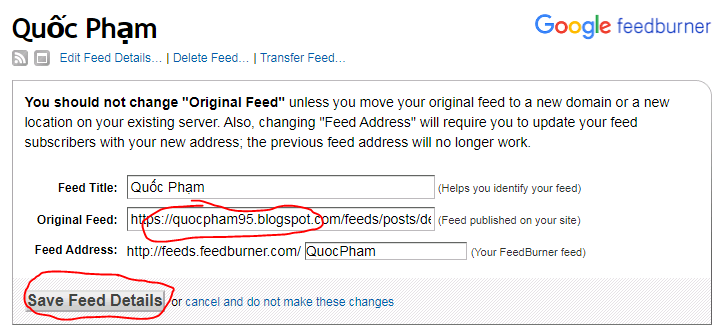 Quốc Phạm
Google feedburner
Edit Feed Details... | Delete Feed... | Transfer Feed...
You should not change "Original Feed" unless you move your original feed to a new domain or a new
location on your existing server. Also, changing "Feed Address" will require you to update your feed
subscribers with your new address; the previous feed address will no longer work.
Feed Title: Quốc Phạm (Helps you identify your feed)
Original Feed: https://quocpham95.blogspot.com/feeds/posts/de (Feed published on your site)
Feed Address: http://feeds.feedburner.com/ QuocPham (Your FeedBurner feed)
Save Feed Details or cancel and do not make these changes